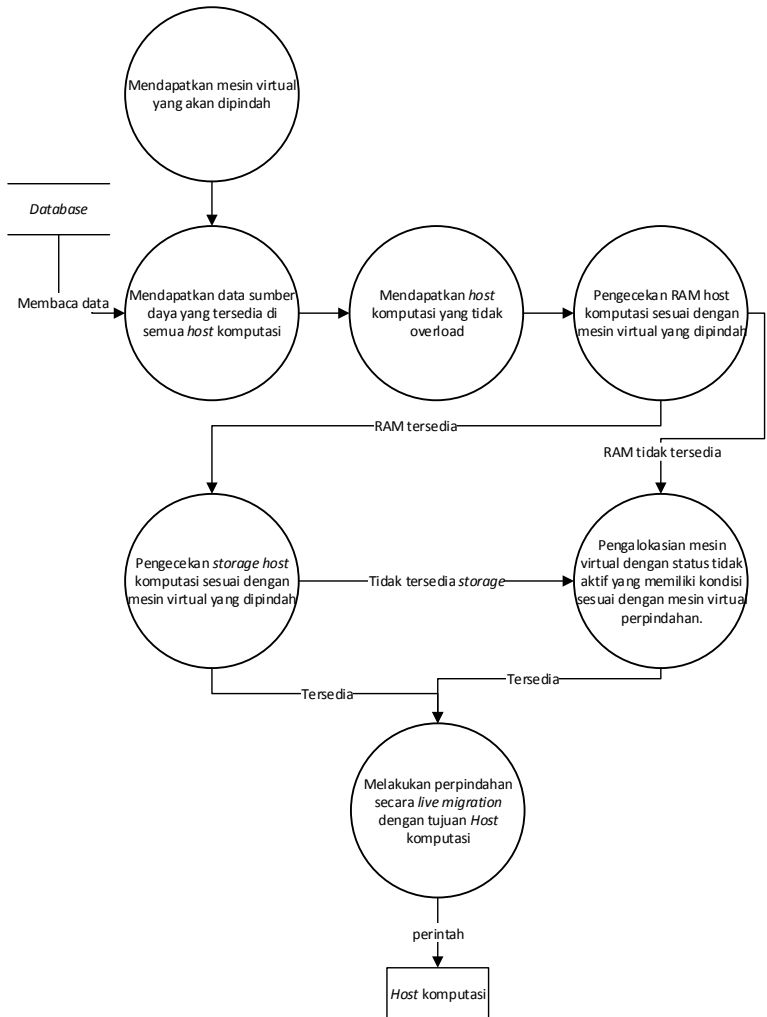 Mendapatkan mesin virtual
yang akan dipindah
Database
Membaca data
Mendapatkan data sumber
daya yang tersedia di
semua host komputasi
Mendapatkan host
komputasi yang tidak
overload
Pengecekan RAM host
komputasi sesuai dengan
mesin virtual yang dipindah
RAM tersedia
RAM tidak tersedia
Pengecekan storage host
komputasi sesuai dengan
mesin virtual yang dipindah
Tidak tersedia storage
Pengalokasian mesin
virtual dengan status tidak
aktif yang memiliki kondisi
sesuai dengan mesin virtual
perpindahan.
Tersedia
Tersedia
Melakukan perpindahan
secara live migration
dengan tujuan Host
komputasi
perintah
Host komputasi